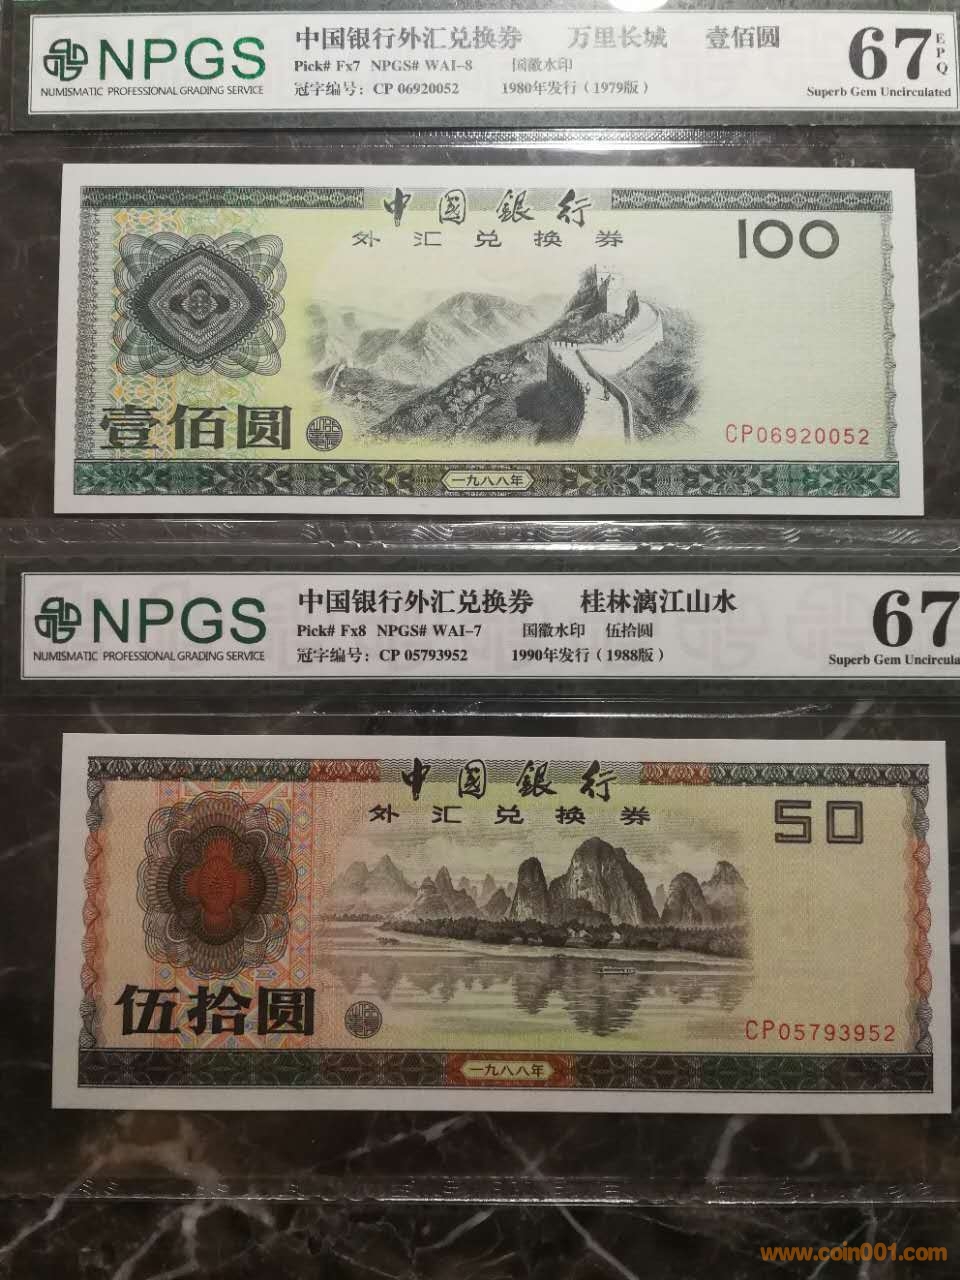 NPGS
NUMISMATIC PROFESSIONAL GRADING SERVICE
中国银行外汇兑换券 万里长城 壹佰圆
Pick# Fx7 NPGS# WAI-8 国徽水印
冠字编号: CP 06920052 1980年发行(1979版)
67 EPQ
Superb Gem Uncirculated
中國銀行
外汇兑换券
100
壹佰圆
CP06920052
一九八八年
NPGS
NUMISMATIC PROFESSIONAL GRADING SERVICE
中国银行外汇兑换券 桂林漓江山水
Pick# Fx8 NPGS# WAI-7 国徽水印 伍拾圆
冠字编号: CP 05793952 1990年发行(1988版)
67
Superb Gem Uncircula
中國銀行
外汇兑换券
50
伍拾圆
CP05793952
一九八八年
www.coin001.com